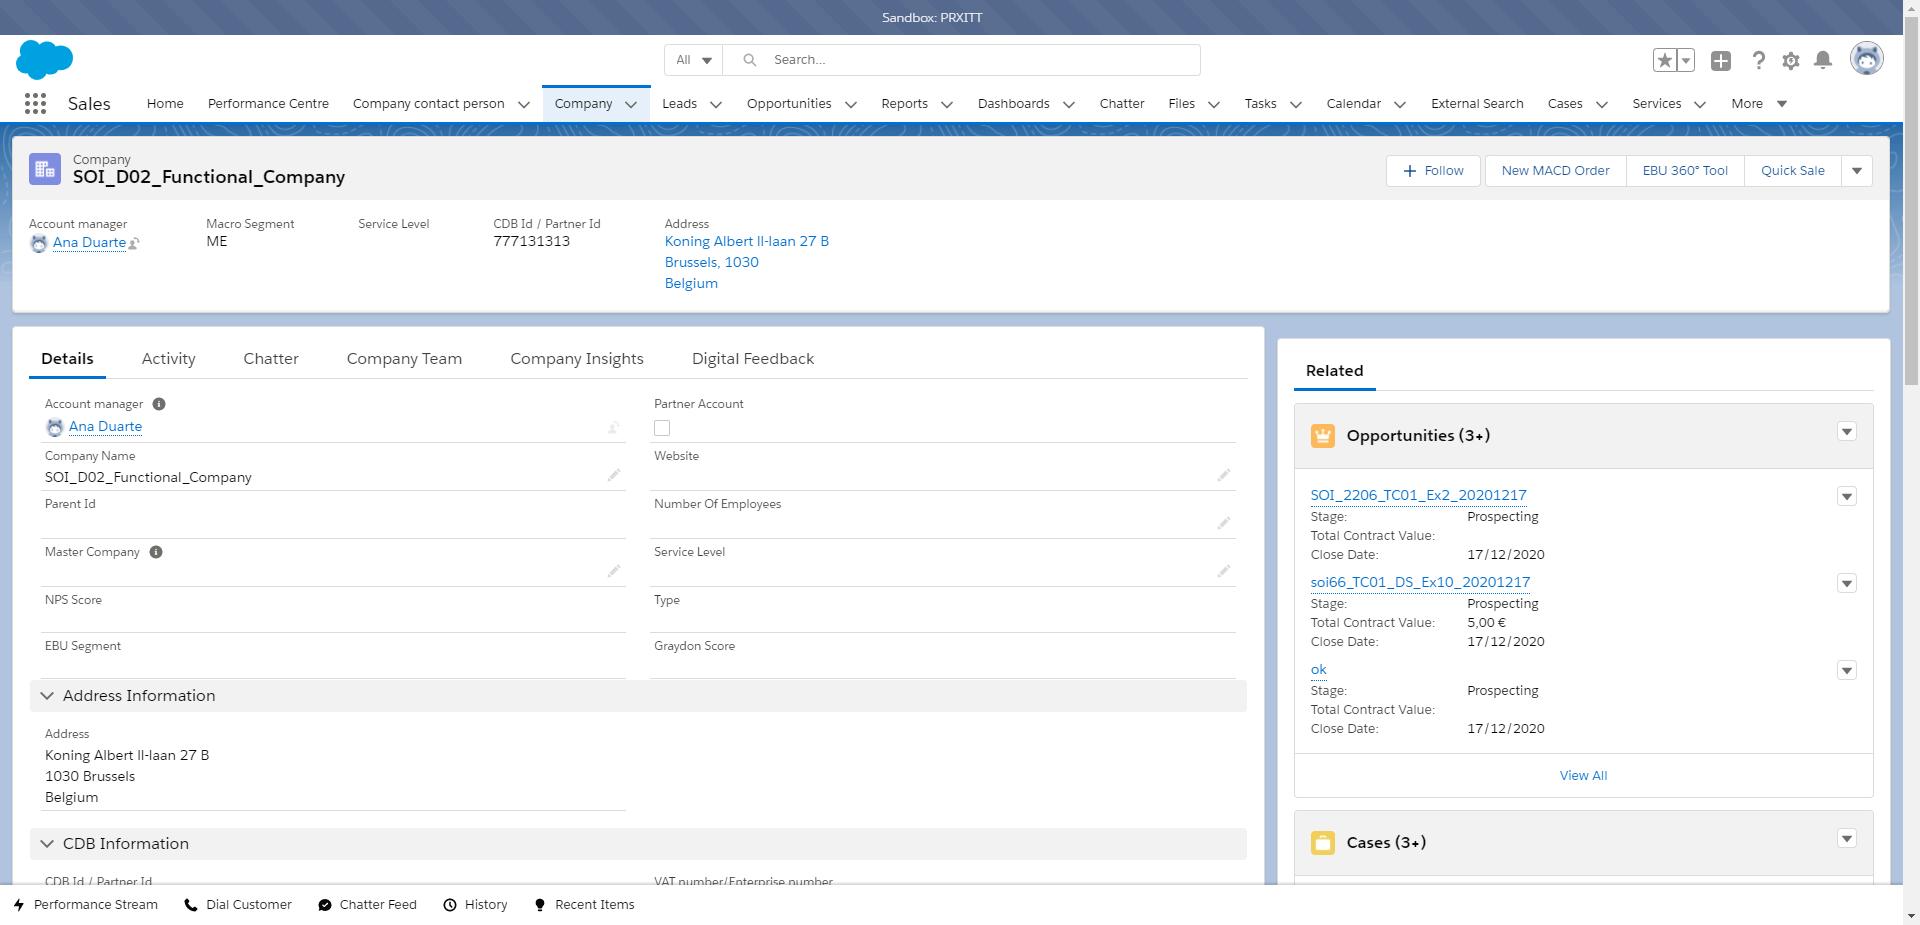 Sandbox: PRXITT
All
Search...
Sales
Home
Performance Centre
Company contact person
Company
Leads
Opportunities
Reports
Dashboards
Chatter
Files
Tasks
Calendar
External Search
Cases
Services
More
Company
SOI_D02_Functional_Company
Follow
New MACD Order
EBU 360° Tool
Quick Sale
Account manager
Ana Duarte
Macro Segment
ME
Service Level
CDB Id / Partner Id
777131313
Address
Koning Albert II-laan 27 B
Brussels, 1030
Belgium
Details
Activity
Chatter
Company Team
Company Insights
Digital Feedback
Account manager
Ana Duarte
Partner Account
Company Name
SOI_D02_Functional_Company
Website
Parent Id
Number Of Employees
Master Company
Service Level
NPS Score
Type
EBU Segment
Graydon Score
Address Information
Address
Koning Albert II-laan 27 B
1030 Brussels
Belgium
CDB Information
CDB Id / Partner Id
VAT number/Enterprise number
Related
Opportunities (3+)
SOI_2206_TC01_Ex2_20201217
Stage: Prospecting
Total Contract Value:
Close Date: 17/12/2020
soi66_TC01_DS_Ex10_20201217
Stage: Prospecting
Total Contract Value: 5,00 €
Close Date: 17/12/2020
ok
Stage: Prospecting
Total Contract Value:
Close Date: 17/12/2020
View All
Cases (3+)
Performance Stream
Dial Customer
Chatter Feed
History
Recent Items